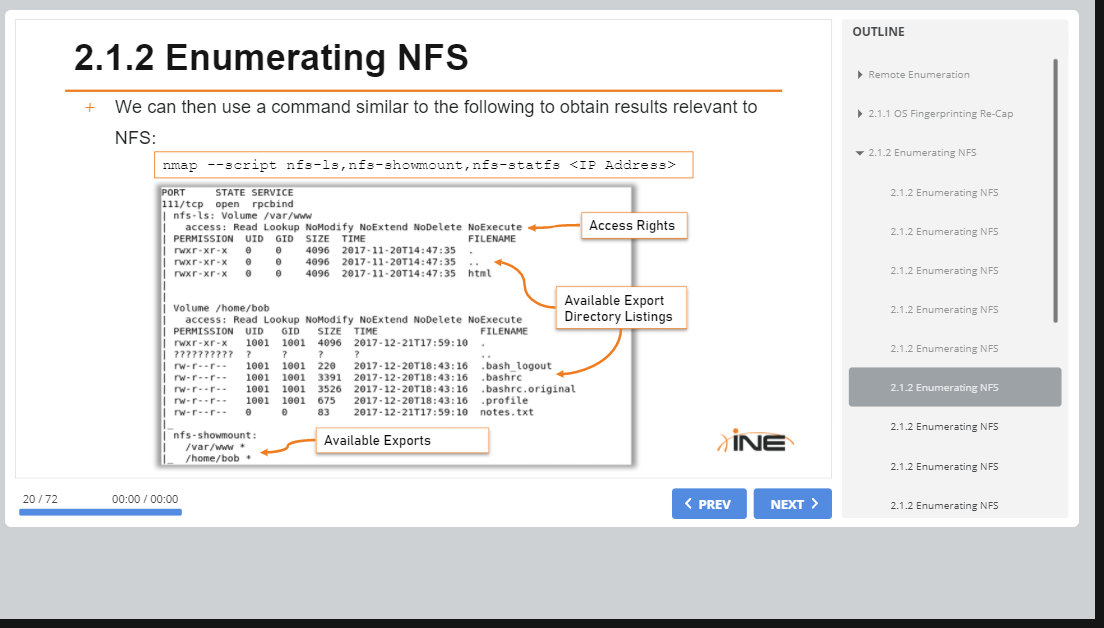 2.1.2 Enumerating NFS
+ We can then use a command similar to the following to obtain results relevant to
NFS:
nmap --script nfs-ls,nfs-showmount,nfs-statfs <IP Address>
PORT STATE SERVICE
111/tcp open rpcbind
| nfs-ls: Volume /var/www
| access: Read Lookup NoModify NoExtend NoDelete NoExecute
| PERMISSION UID GID SIZE TIME FILENAME
| rwxr-xr-x 0 0 4096 2017-11-20T14:47:35 .
| rwxr-xr-x 0 0 4096 2017-11-20T14:47:35 ..
| rwxr-xr-x 0 0 4096 2017-11-20T14:47:35 html
|
|
| Volume /home/bob
| access: Read Lookup NoModify NoExtend NoDelete NoExecute
| PERMISSION UID GID SIZE TIME FILENAME
| rwxr-xr-x 1001 1001 4096 2017-12-21T17:59:10 .
| ?????????? ? ? ? ? ..
| rw-r--r-- 1001 1001 220 2017-12-20T18:43:16 .bash_logout
| rw-r--r-- 1001 1001 3391 2017-12-20T18:43:16 .bashrc
| rw-r--r-- 1001 1001 3526 2017-12-20T18:43:16 .bashrc.original
| rw-r--r-- 1001 1001 675 2017-12-20T18:43:16 .profile
| rw-r--r-- 0 0 83 2017-12-21T17:59:10 notes.txt
|_
| nfs-showmount:
| /var/www *
|_ /home/bob *
Access Rights
Available Export
Directory Listings
Available Exports
INE
20 / 72
00:00 / 00:00
PREV
NEXT
OUTLINE
Remote Enumeration
2.1.1 OS Fingerprinting Re-Cap
2.1.2 Enumerating NFS
2.1.2 Enumerating NFS
2.1.2 Enumerating NFS
2.1.2 Enumerating NFS
2.1.2 Enumerating NFS
2.1.2 Enumerating NFS
2.1.2 Enumerating NFS
2.1.2 Enumerating NFS
2.1.2 Enumerating NFS
2.1.2 Enumerating NFS